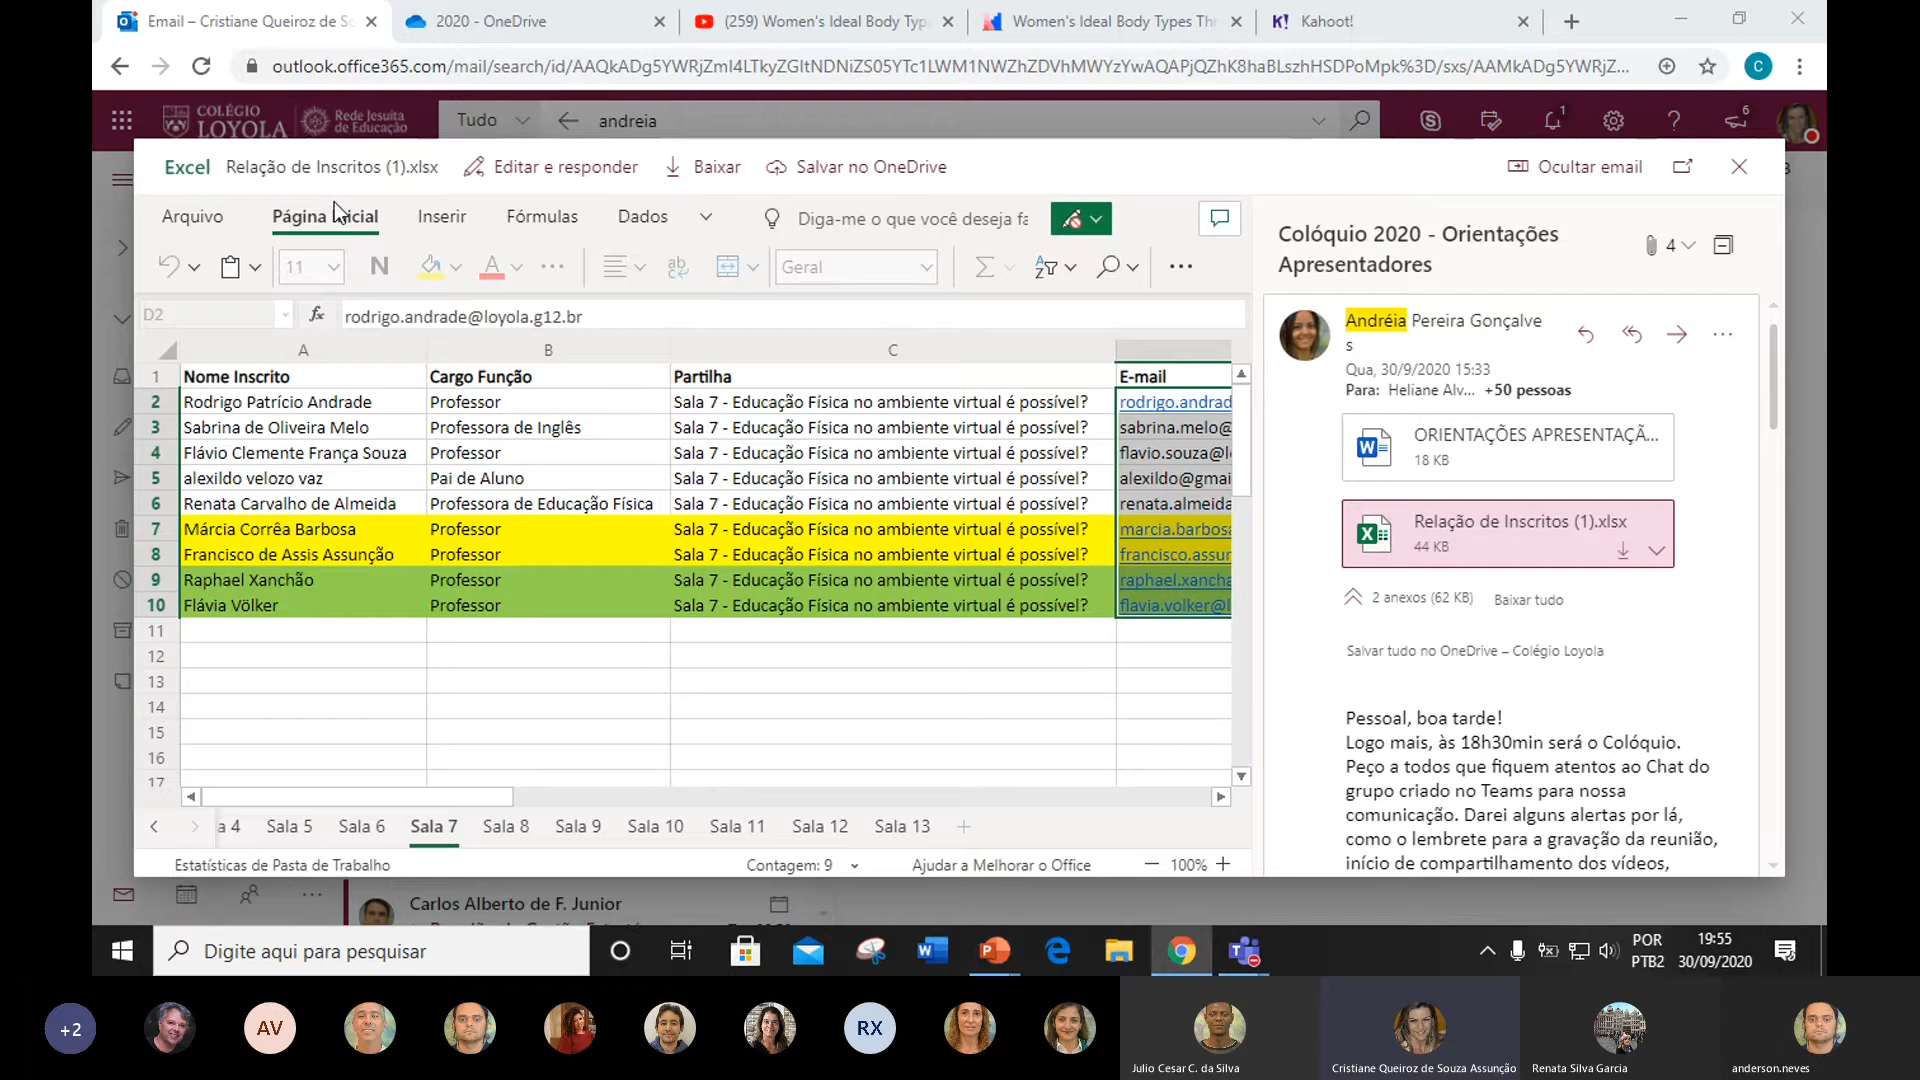 Email – Cristiane Queiroz de So
2020 - OneDrive
(259) Women's Ideal Body Type
Women's Ideal Body Types Thr
Kahoot!
outlook.office365.com/mail/search/id/AAQkADg5YWRjZmI4LTkyZGItNDNiZS05YTc1LWM1NWZhZDVhMWYzYwAQAPjQZhK8haBLszhHSDPoMpk%3D/sxs/AAMkADg5YWRjZ...
C
COLÉGIO
LOYOLA
Rede Jesuíta
de Educação
Tudo
andreia
1
6
Excel
Relação de Inscritos (1).xlsx
Editar e responder
Baixar
Salvar no OneDrive
Ocultar email
Arquivo
Página Inicial
Inserir
Fórmulas
Dados
Diga-me o que você deseja fa
11
N
Geral
D2
fx
rodrigo.andrade@loyola.g12.br
A B C
1 Nome Inscrito Cargo Função Partilha E-mail
2 Rodrigo Patrício Andrade Professor Sala 7 - Educação Física no ambiente virtual é possível? rodrigo.andrad
3 Sabrina de Oliveira Melo Professora de Inglês Sala 7 - Educação Física no ambiente virtual é possível? sabrina.melo@
4 Flávio Clemente França Souza Professor Sala 7 - Educação Física no ambiente virtual é possível? flavio.souza@l
5 alexildo velozo vaz Pai de Aluno Sala 7 - Educação Física no ambiente virtual é possível? alexildo@gmai
6 Renata Carvalho de Almeida Professora de Educação Física Sala 7 - Educação Física no ambiente virtual é possível? renata.almeida
7 Márcia Corrêa Barbosa Professor Sala 7 - Educação Física no ambiente virtual é possível? marcia.barbosa
8 Francisco de Assis Assunção Professor Sala 7 - Educação Física no ambiente virtual é possível? francisco.assur
9 Raphael Xanchão Professor Sala 7 - Educação Física no ambiente virtual é possível? raphael.xancha
10 Flávia Völker Professor Sala 7 - Educação Física no ambiente virtual é possível? flavia.volker@l
11
12
13
14
15
16
17
a 4 Sala 5 Sala 6 Sala 7 Sala 8 Sala 9 Sala 10 Sala 11 Sala 12 Sala 13
Estatísticas de Pasta de Trabalho
Contagem: 9
Ajudar a Melhorar o Office
100%
Colóquio 2020 - Orientações
Apresentadores
4
Andréia Pereira Gonçalve
s
Qua, 30/9/2020 15:33
Para: Heliane Alv... +50 pessoas
ORIENTAÇÕES APRESENTAÇÃ...
18 KB
Relação de Inscritos (1).xlsx
44 KB
2 anexos (62 KB) Baixar tudo
Salvar tudo no OneDrive – Colégio Loyola
Pessoal, boa tarde!
Logo mais, às 18h30min será o Colóquio.
Peço a todos que fiquem atentos ao Chat do
grupo criado no Teams para nossa
comunicação. Darei alguns alertas por lá,
como o lembrete para a gravação da reunião,
início de compartilhamento dos vídeos,
Carlos Alberto de F. Junior
Digite aqui para pesquisar
POR
PTB2
19:55
30/09/2020
+2
AV
RX
Julio Cesar C. da Silva
Cristiane Queiroz de Souza Assunção
Renata Silva Garcia
anderson.neves